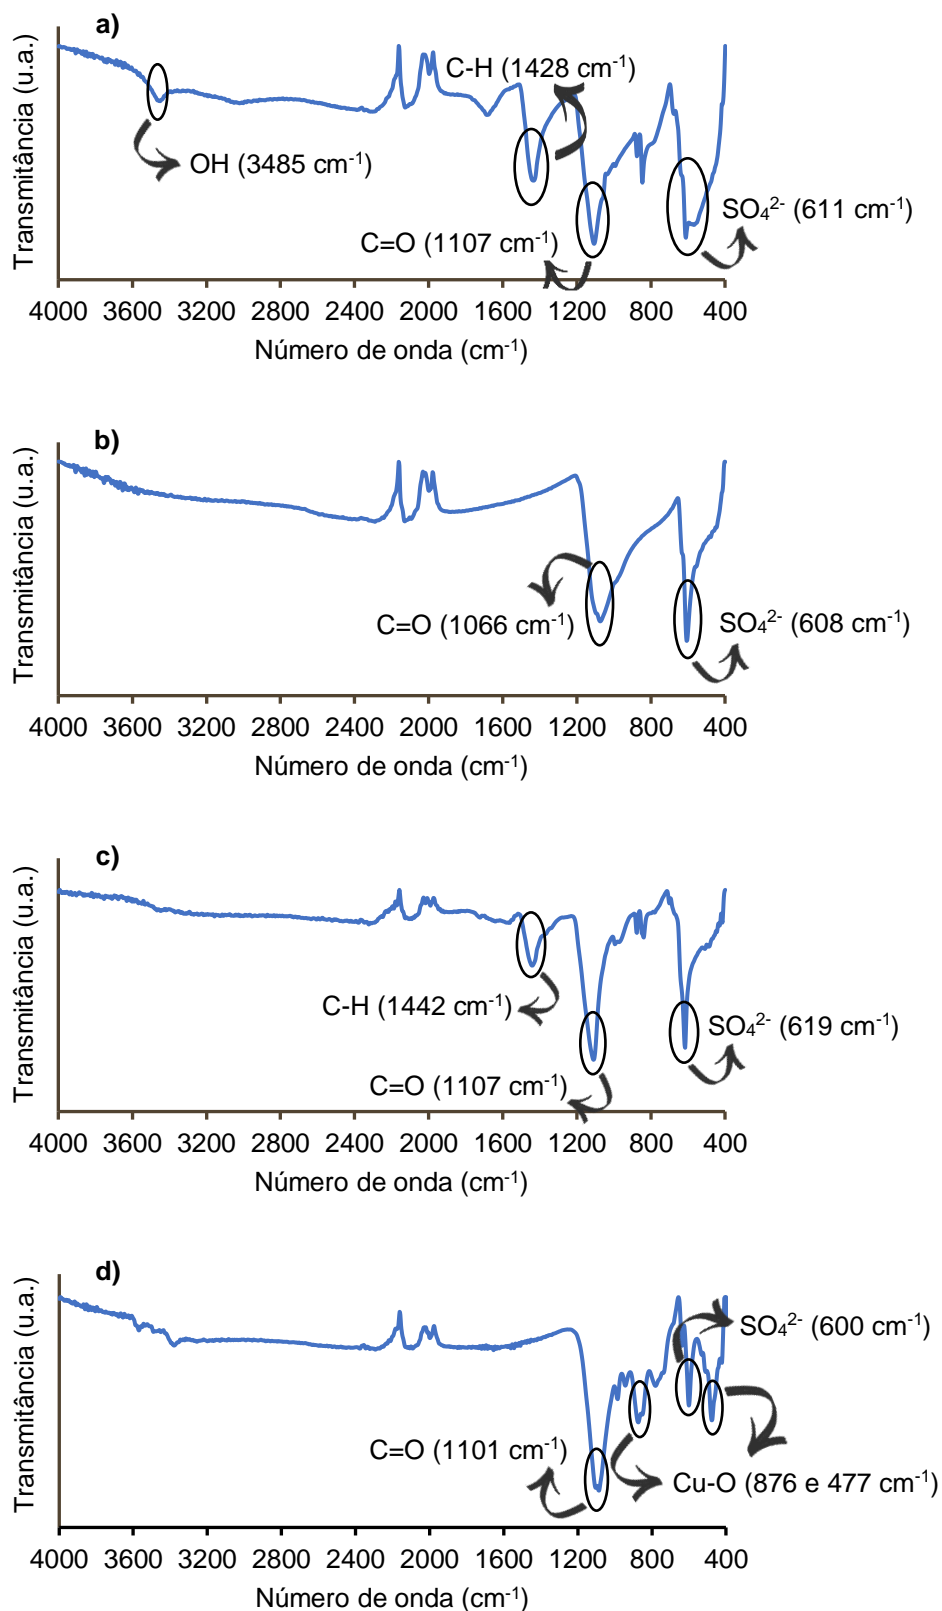 a)
Transmitância (u.a.)
C-H (1428 cm⁻¹)
OH (3485 cm⁻¹)
SO₄²⁻ (611 cm⁻¹)
C=O (1107 cm⁻¹)
4000 3600 3200 2800 2400 2000 1600 1200 800 400
Número de onda (cm⁻¹)
b)
Transmitância (u.a.)
C=O (1066 cm⁻¹)
SO₄²⁻ (608 cm⁻¹)
4000 3600 3200 2800 2400 2000 1600 1200 800 400
Número de onda (cm⁻¹)
c)
Transmitância (u.a.)
C-H (1442 cm⁻¹)
SO₄²⁻ (619 cm⁻¹)
C=O (1107 cm⁻¹)
4000 3600 3200 2800 2400 2000 1600 1200 800 400
Número de onda (cm⁻¹)
d)
Transmitância (u.a.)
SO₄²⁻ (600 cm⁻¹)
C=O (1101 cm⁻¹)
Cu-O (876 e 477 cm⁻¹)
4000 3600 3200 2800 2400 2000 1600 1200 800 400
Número de onda (cm⁻¹)